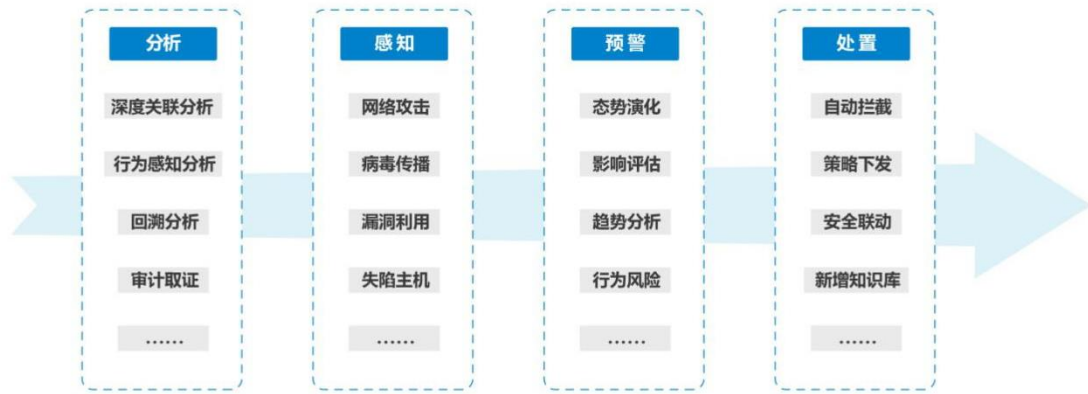 分析
深度关联分析
行为感知分析
回溯分析
审计取证
……
感知
网络攻击
病毒传播
漏洞利用
失陷主机
……
预警
态势演化
影响评估
趋势分析
行为风险
……
处置
自动拦截
策略下发
安全联动
新增知识库
……